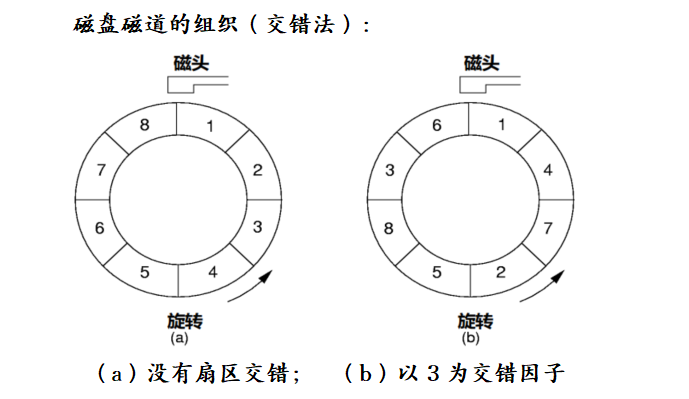 磁盘磁道的组织（交错法）：
磁头 磁头
8 1 6 1
7 2 3 4
6 3 8 7
5 4 5 2
旋转 旋转
(a) (b)
（a）没有扇区交错； （b）以 3 为交错因子